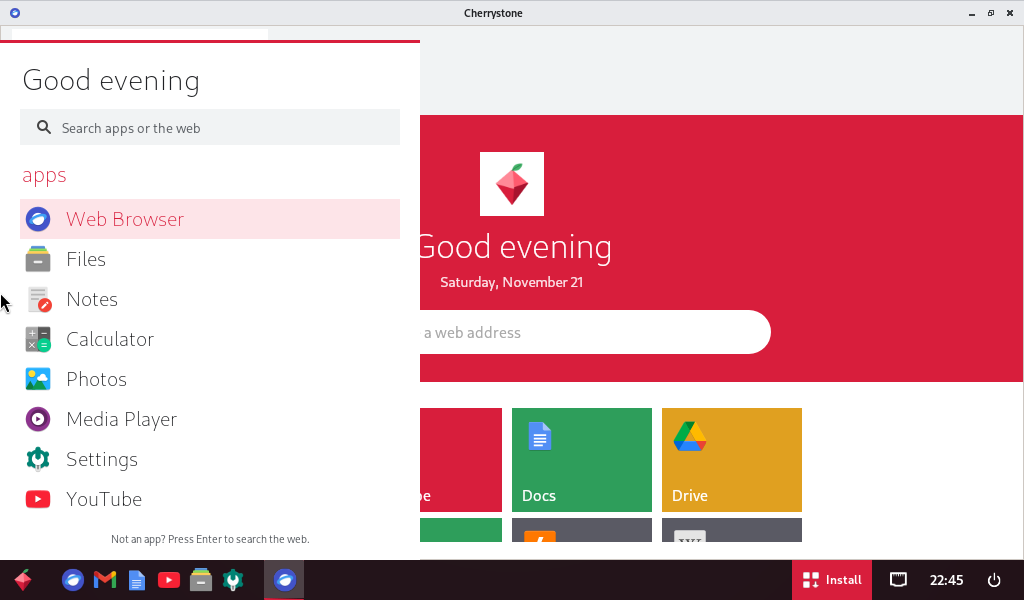 Cherrystone
Good evening
Search apps or the web
apps
Web Browser
Files
Notes
Calculator
Photos
Media Player
Settings
YouTube
Not an app? Press Enter to search the web.
Good evening
Saturday, November 21
a web address
be
Docs
Drive
Install
22:45